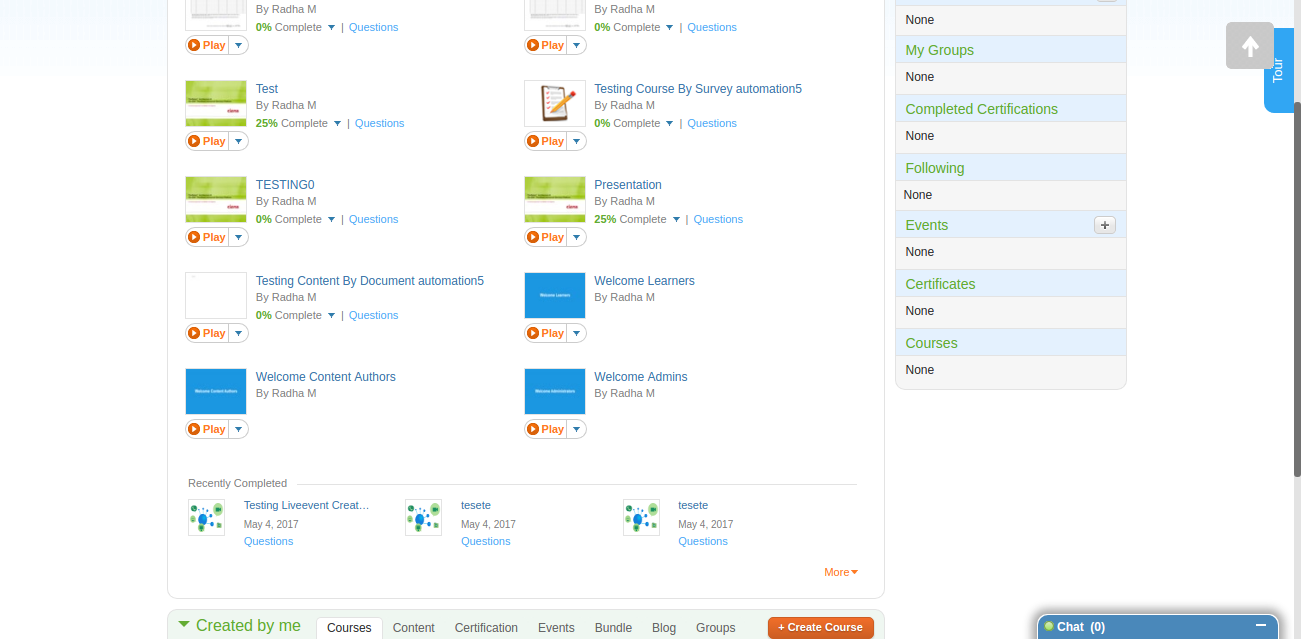 By Radha M
0% Complete | Questions
Play
By Radha M
0% Complete | Questions
Play
Test
By Radha M
25% Complete | Questions
Play
Testing Course By Survey automation5
By Radha M
0% Complete | Questions
Play
TESTING0
By Radha M
0% Complete | Questions
Play
Presentation
By Radha M
25% Complete | Questions
Play
Testing Content By Document automation5
By Radha M
0% Complete | Questions
Play
Welcome Learners
Welcome Learners
By Radha M
Play
Welcome Content Authors
Welcome Content Authors
By Radha M
Play
Welcome Administrators
Welcome Admins
By Radha M
Play
Recently Completed
Testing Liveevent Creat…
May 4, 2017
Questions
tesete
May 4, 2017
Questions
tesete
May 4, 2017
Questions
More
Created by me
Courses
Content
Certification
Events
Bundle
Blog
Groups
+ Create Course
None
My Groups
None
Completed Certifications
None
Following
None
Events +
None
Certificates
None
Courses
None
Tour
Chat (0)